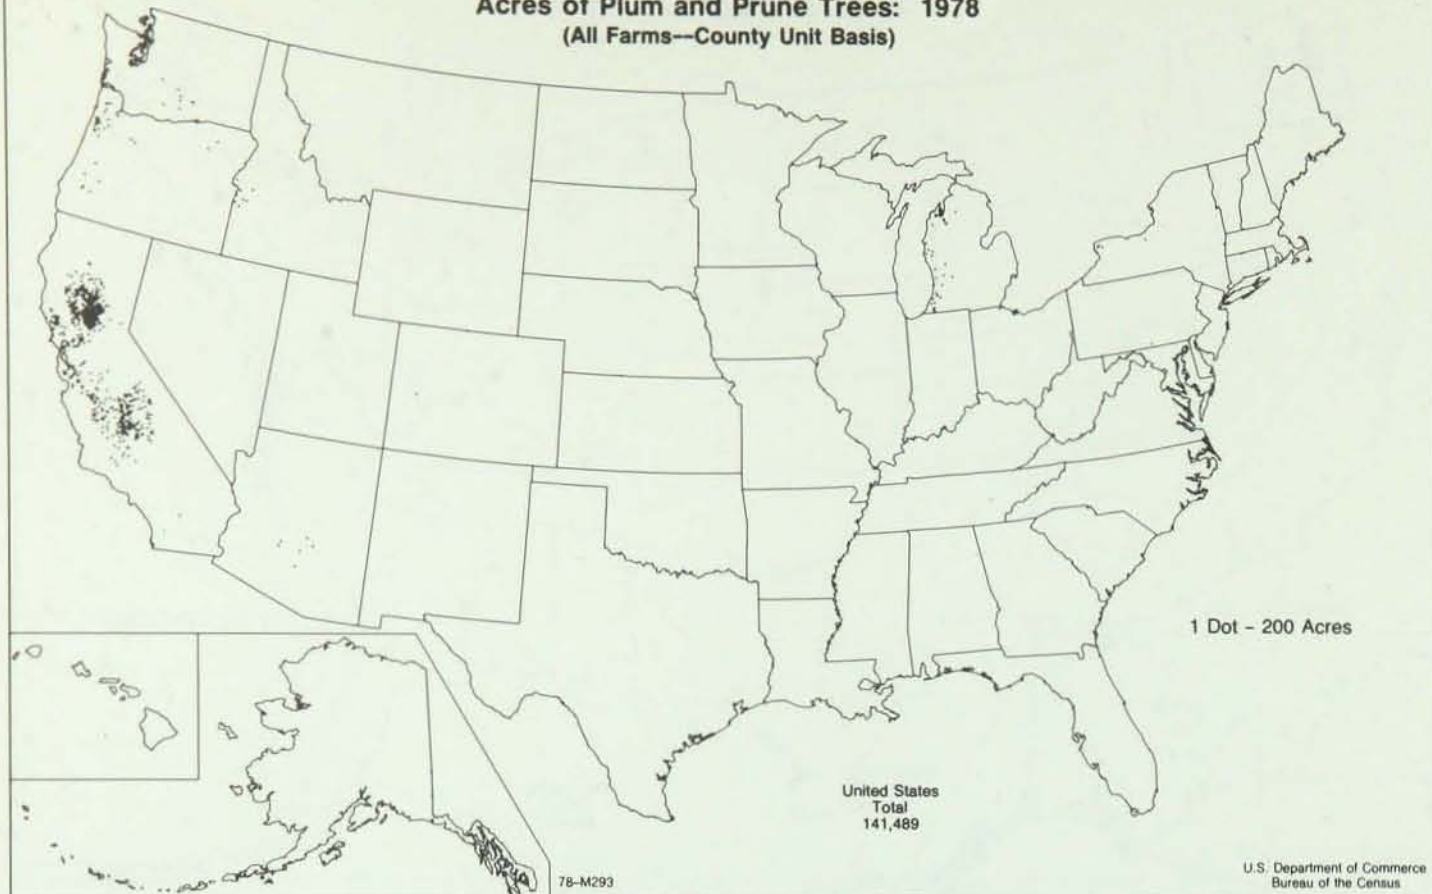 Acres of Plum and Prune Trees: 1978
(All Farms--County Unit Basis)
1 Dot - 200 Acres
United States
Total
141,489
78-M293
U.S. Department of Commerce
Bureau of the Census